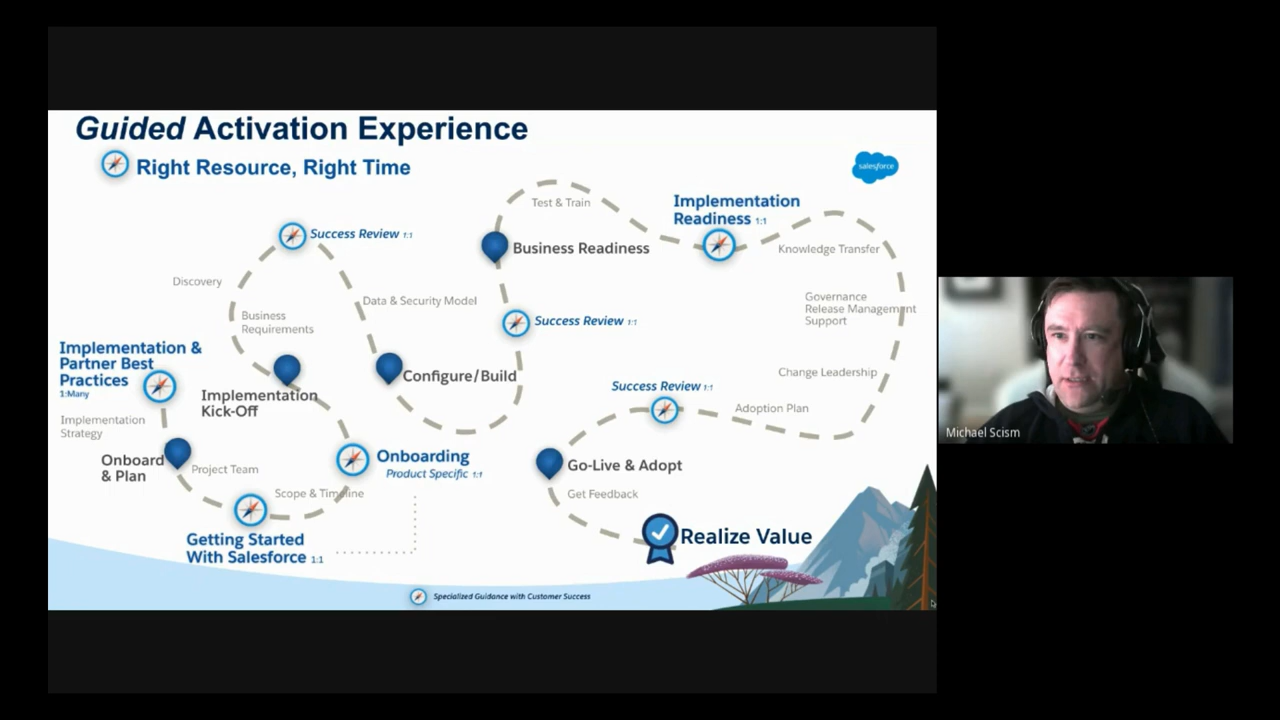 Guided Activation Experience
Right Resource, Right Time
salesforce
Test & Train
Implementation
Readiness 1:1
Success Review 1:1
Business Readiness
Knowledge Transfer
Discovery
Data & Security Model
Governance
Release Management
Support
Business
Requirements
Success Review 1:1
Implementation &
Partner Best
Practices
1:Many
Configure/Build
Success Review 1:1
Change Leadership
Implementation
Kick-Off
Adoption Plan
Implementation
Strategy
Onboard
& Plan
Project Team
Onboarding
Product Specific 1:1
Go-Live & Adopt
Scope & Timeline
Get Feedback
Getting Started
With Salesforce 1:1
Realize Value
Specialized Guidance with Customer Success
Michael Scism